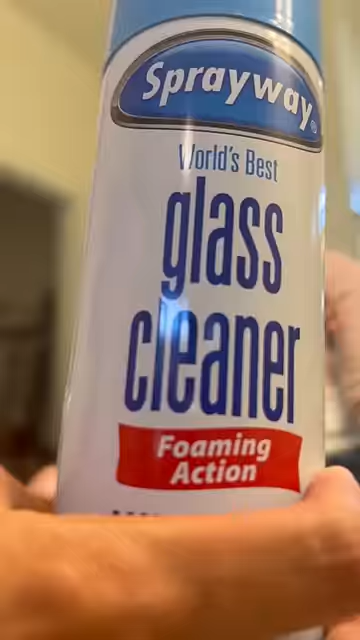 Sprayway®
World's Best
glass
cleaner
Foaming
Action